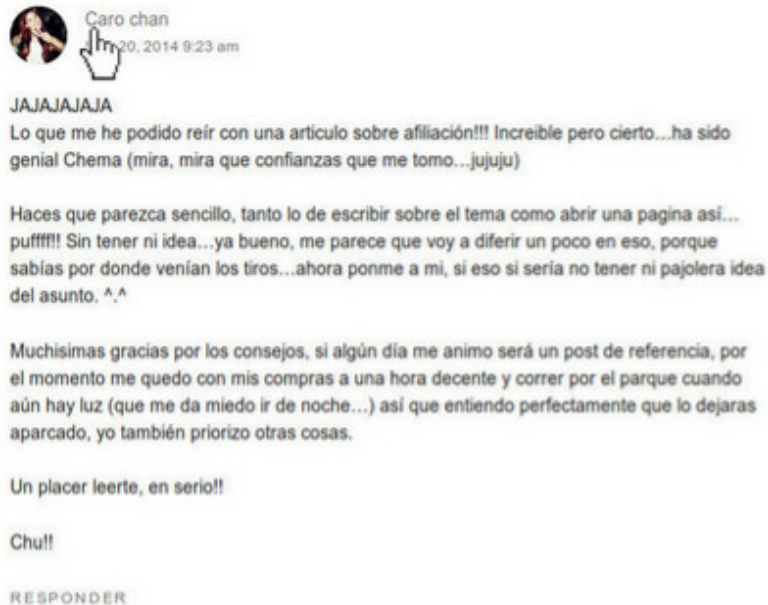 Caro chan
20, 2014 9:23 am
JAJAJAJAJA
Lo que me he podido reír con una articulo sobre afiliación!!! Increible pero cierto...ha sido
genial Chema (mira, mira que confianzas que me tomo...jujuju)
Haces que parezca sencillo, tanto lo de escribir sobre el tema como abrir una pagina así...
puffff!! Sin tener ni idea...ya bueno, me parece que voy a diferir un poco en eso, porque
sabías por donde venían los tiros...ahora ponme a mi, si eso si sería no tener ni pajolera idea
del asunto. ^.^
Muchisimas gracias por los consejos, si algún día me animo será un post de referencia, por
el momento me quedo con mis compras a una hora decente y correr por el parque cuando
aún hay luz (que me da miedo ir de noche...) así que entiendo perfectamente que lo dejaras
aparcado, yo también priorizo otras cosas.
Un placer leerte, en serio!!
Chu!!
RESPONDER